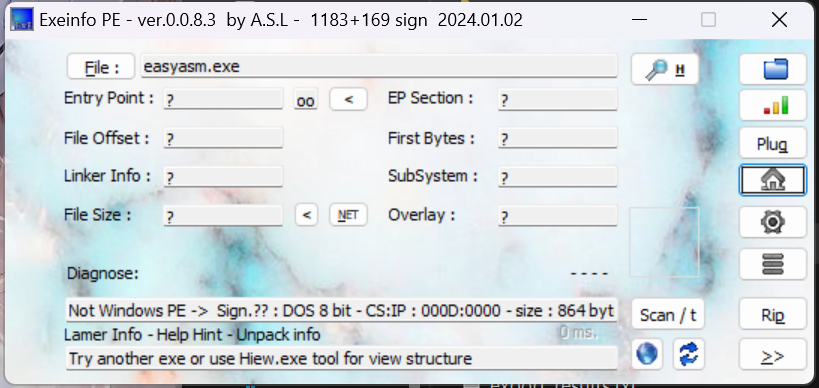 Exeinfo PE - ver.0.0.8.3  by A.S.L -  1183+169 sign  2024.01.02
File : easyasm.exe H
Entry Point : ? oo < EP Section : ?
File Offset : ? First Bytes : ? Plug
Linker Info : ? SubSystem : ?
File Size : ? < NET Overlay : ?
Diagnose: ----
Not Windows PE ->  Sign.?? : DOS 8 bit - CS:IP : 000D:0000 - size : 864 byt Scan / t Rip
Lamer Info - Help Hint - Unpack info 0 ms.
Try another exe or use Hiew.exe tool for view structure >>